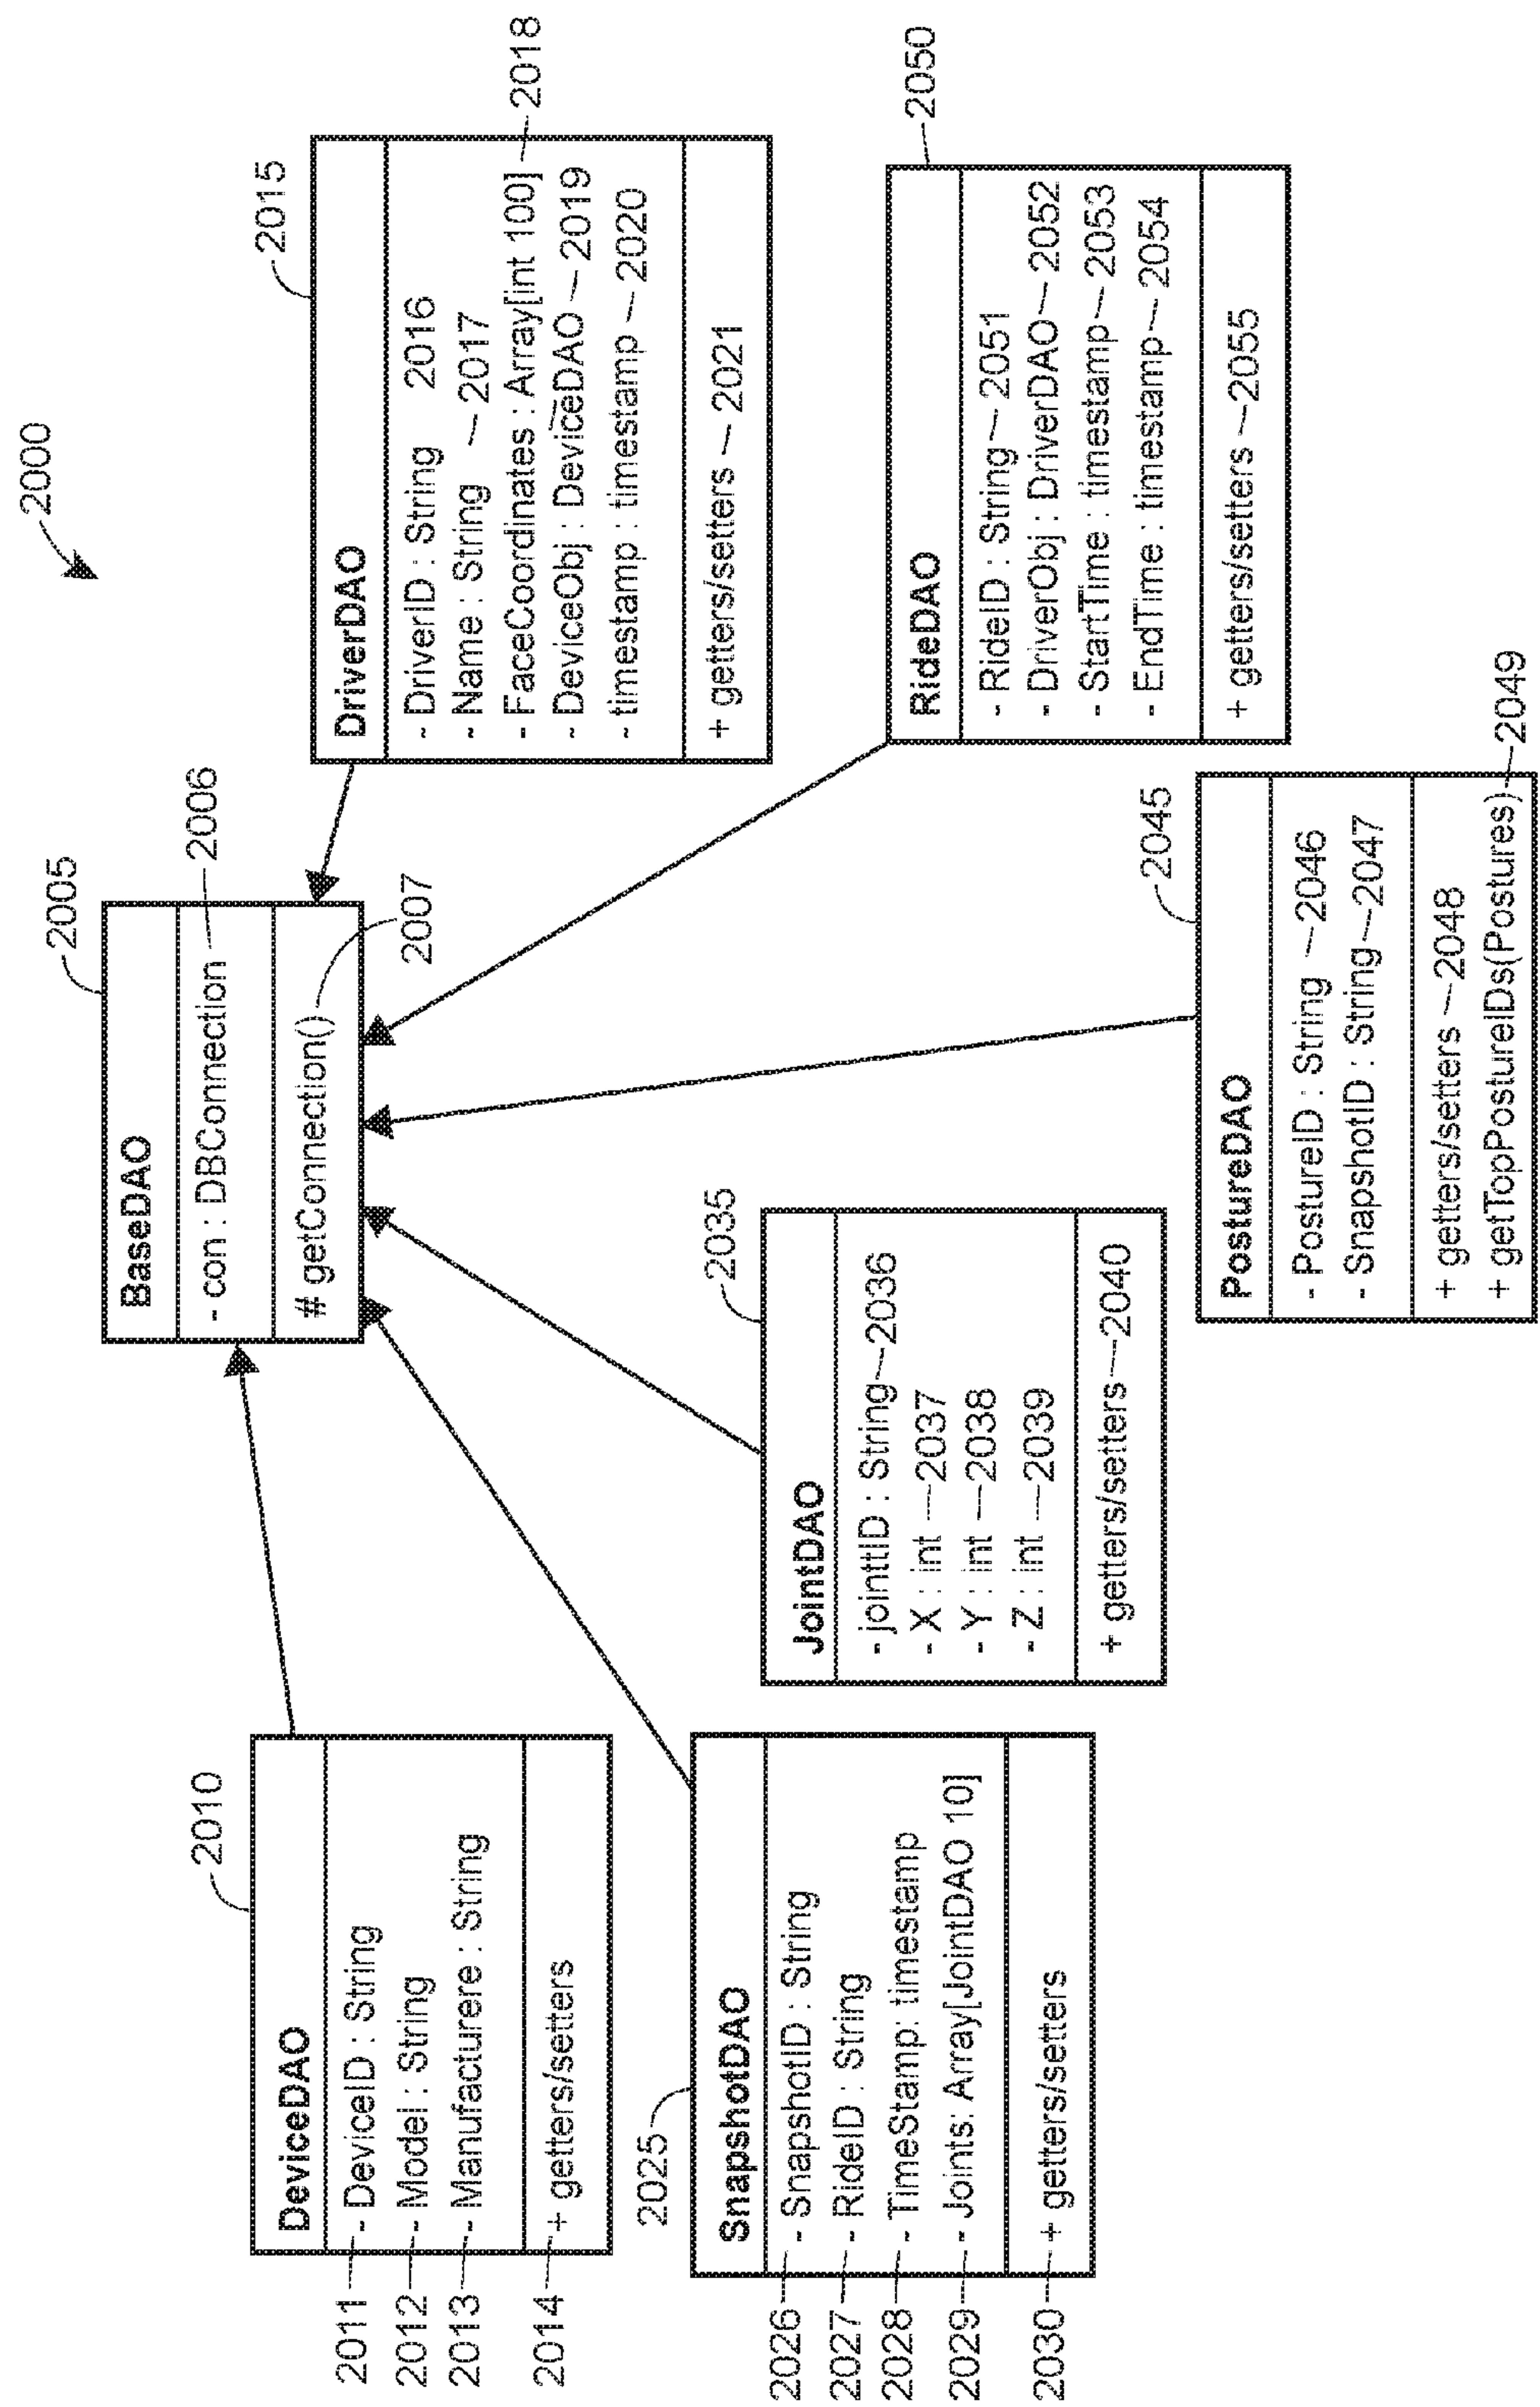 2000
2005
BaseDAO
- con : DBConnection
2006
# getConnection()
2007
2010
DeviceDAO
2011 - DeviceID : String
2012 - Model : String
2013 - Manufacturere : String
2014 + getters/setters
2015
DriverDAO
- DriverID : String 2016
- Name : String 2017
- FaceCoordinates : Array[int 100] 2018
- DeviceObj : DeviceDAO 2019
- timestamp : timestamp 2020
+ getters/setters 2021
2025
SnapshotDAO
2026 - SnapshotID : String
2027 - RideID : String
2028 - TimeStamp: timestamp
2029 - Joints: Array[JointDAO 10]
2030 + getters/setters
2035
JointDAO
- jointtID : String 2036
- X : int 2037
- Y : int 2038
- Z : int 2039
+ getters/setters 2040
2045
PostureDAO
- PostureID : String 2046
- SnapshotID : String 2047
+ getters/setters 2048
+ getTopPostureIDs(Postures) 2049
2050
RideDAO
- RideID : String 2051
- DriverObj : DriverDAO 2052
- StartTime : timestamp 2053
- EndTime : timestamp 2054
+ getters/setters 2055